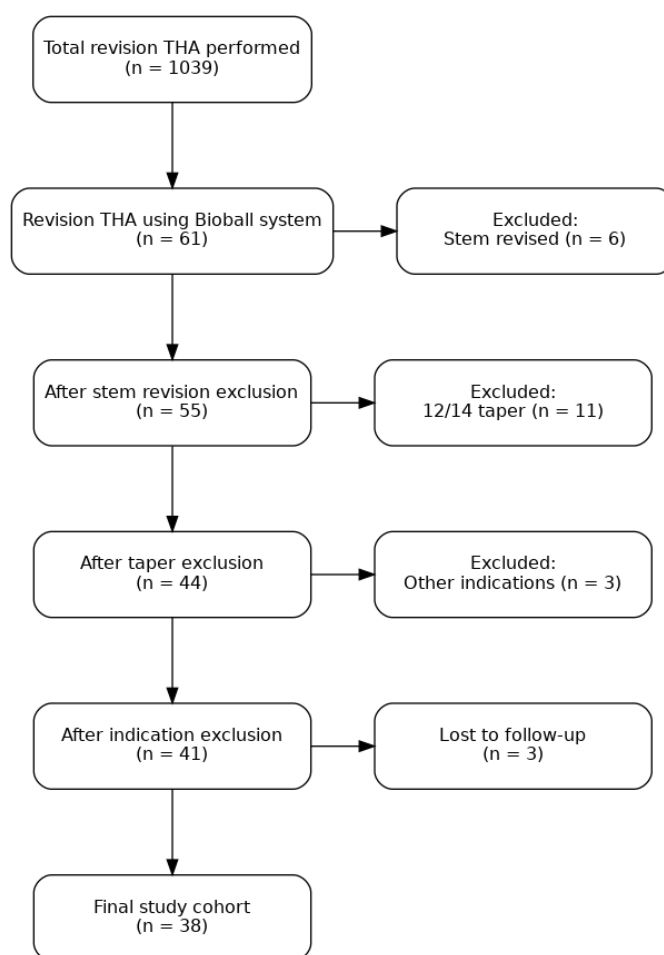 Total revision THA performed
(n = 1039)
Revision THA using Bioball system
(n = 61)
Excluded:
Stem revised (n = 6)
After stem revision exclusion
(n = 55)
Excluded:
12/14 taper (n = 11)
After taper exclusion
(n = 44)
Excluded:
Other indications (n = 3)
After indication exclusion
(n = 41)
Lost to follow-up
(n = 3)
Final study cohort
(n = 38)